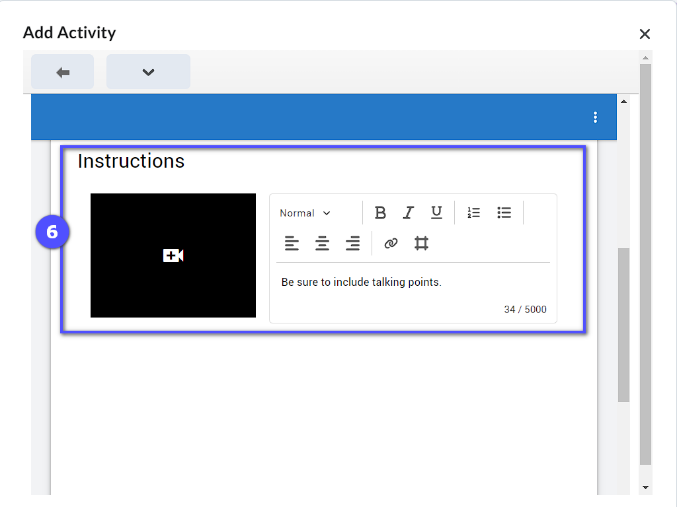 Add Activity
Instructions
6
Normal
B I U
Be sure to include talking points.
34 / 5000